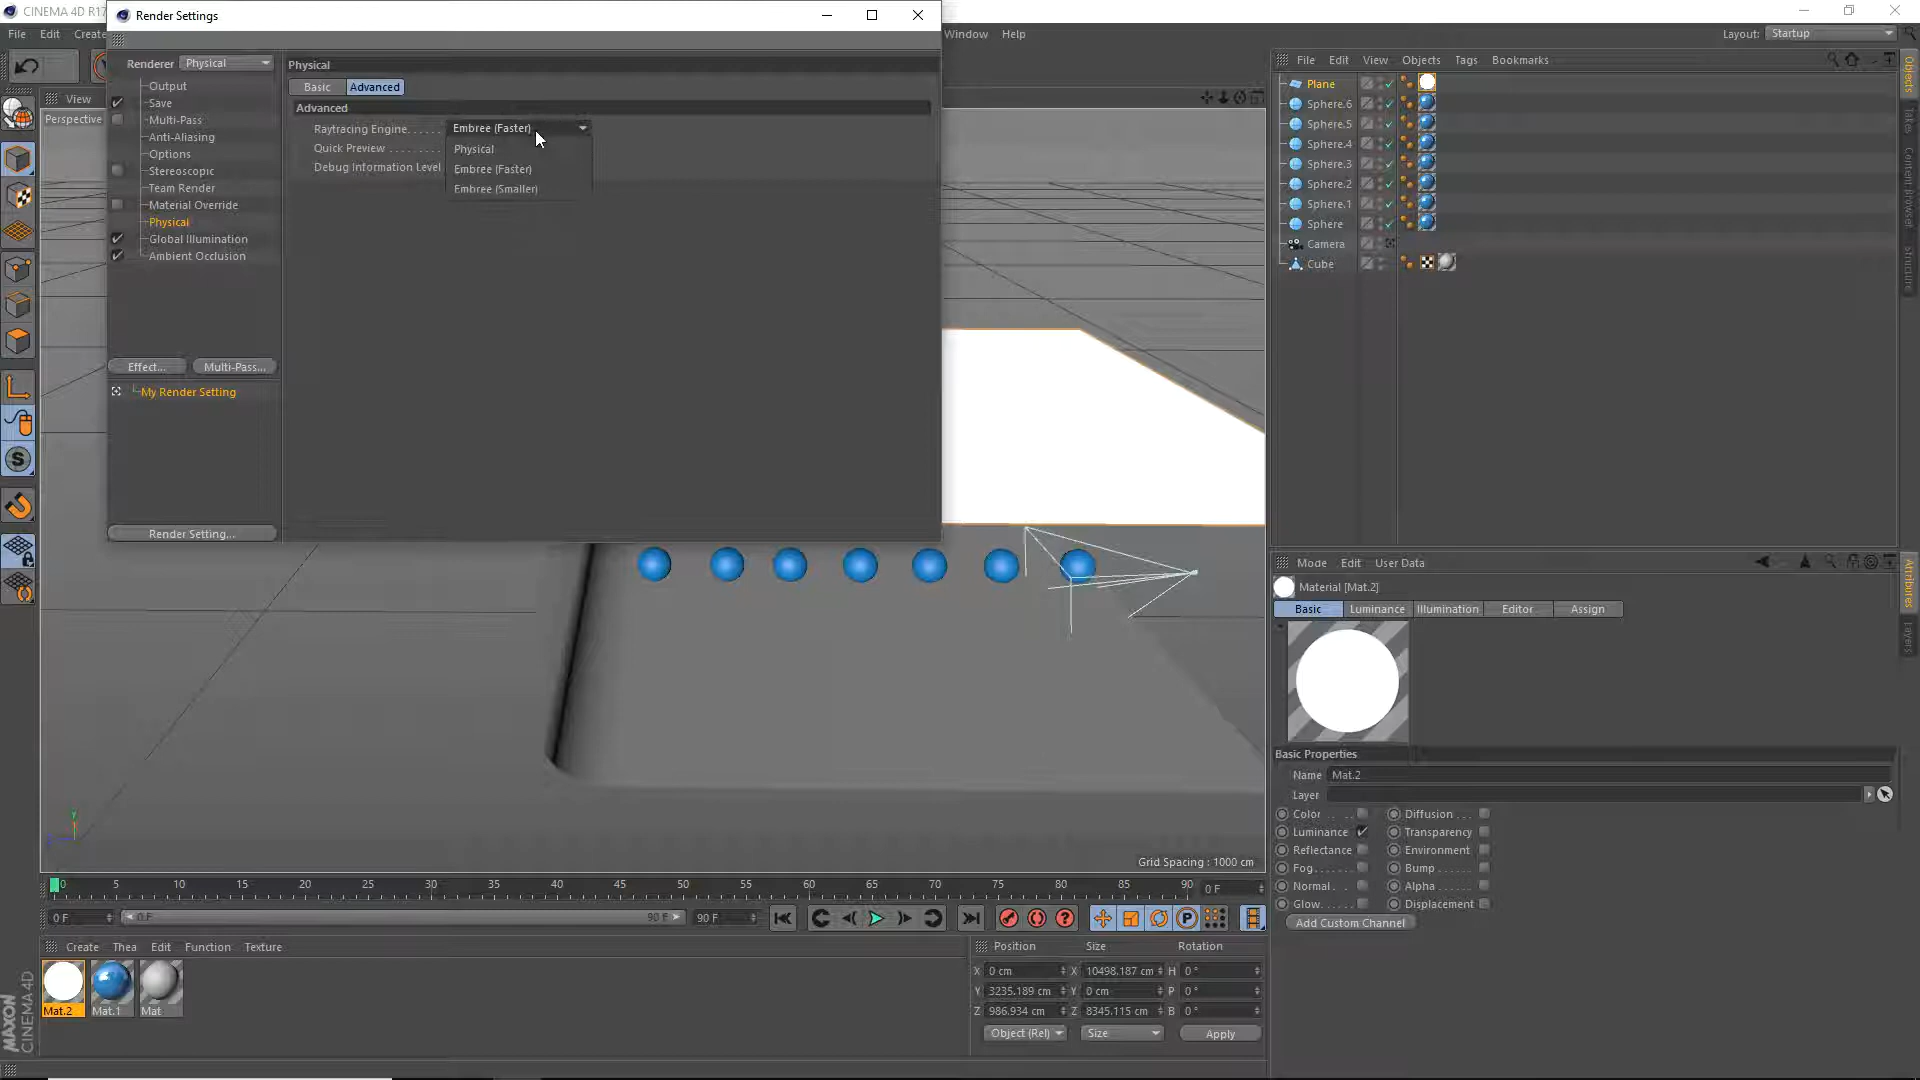 CINEMA 4D R17
Render Settings
File Edit Create
Window Help
Layout: Startup
Renderer Physical
Output
Save
Multi-Pass
Anti-Aliasing
Options
Stereoscopic
Team Render
Material Override
Physical
Global Illumination
Ambient Occlusion
Effect... Multi-Pass...
My Render Setting
Render Setting...
Physical
Basic Advanced
Advanced
Raytracing Engine. . . . . . Embree (Faster)
Quick Preview . . . . . . . . .
Debug Information Level
Physical
Embree (Faster)
Embree (Smaller)
View
Perspective
Grid Spacing : 1000 cm
File Edit View Objects Tags Bookmarks
Plane
Sphere.6
Sphere.5
Sphere.4
Sphere.3
Sphere.2
Sphere.1
Sphere
Camera
Cube
Objects
Takes
Content Browser
Structure
Mode Edit User Data
Material [Mat.2]
Basic Luminance Illumination Editor Assign
Basic Properties
Name Mat.2
Layer
Color . . . Diffusion . . .
Luminance Transparency
Reflectance Environment
Fog. . . . . . Bump . . . . .
Normal. . . Alpha . . . . .
Glow. . . . . Displacement
Add Custom Channel
Attributes
Layers
0 5 10 15 20 25 30 35 40 45 50 55 60 65 70 75 80 85 90 0 F
0 F 0 F 90 F 90 F
Create Thea Edit Function Texture
Mat.2 Mat.1 Mat
Position Size Rotation
X 0 cm X 10498.187 cm H 0 °
Y 3235.189 cm Y 0 cm P 0 °
Z 986.934 cm Z 8345.115 cm B 0 °
Object (Rel) Size Apply
MAXON
CINEMA 4D